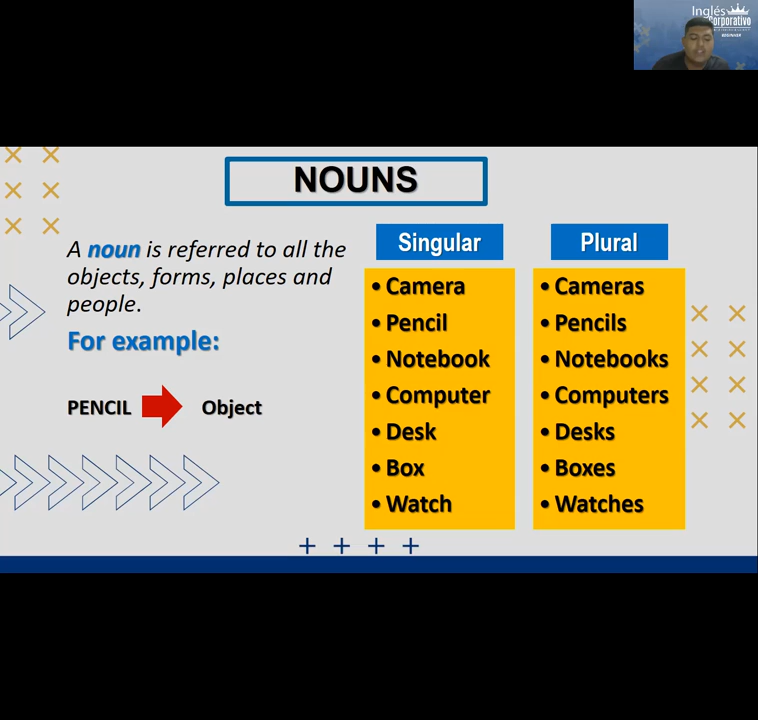 Inglés
Corporativo
BEGINNER
NOUNS
A noun is referred to all the
objects, forms, places and
people.
For example:
PENCIL
Object
Singular
• Camera
• Pencil
• Notebook
• Computer
• Desk
• Box
• Watch
Plural
• Cameras
• Pencils
• Notebooks
• Computers
• Desks
• Boxes
• Watches